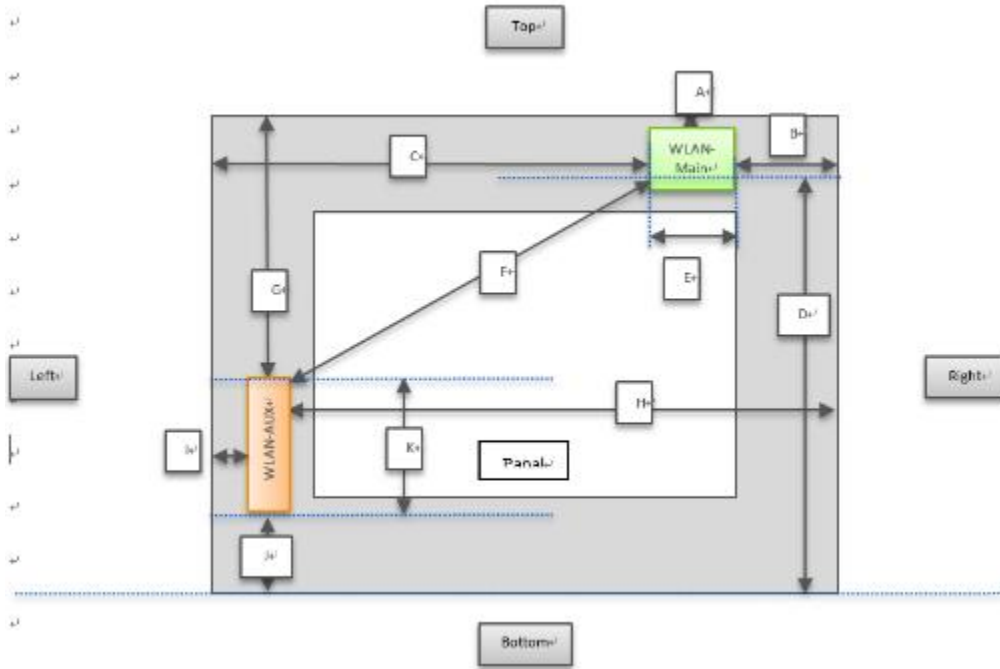 Top
A
B
C
WLAN-
Main
F
E
G
D
Left
Right
H
WLAN-AUX
K
Panal
J
Bottom